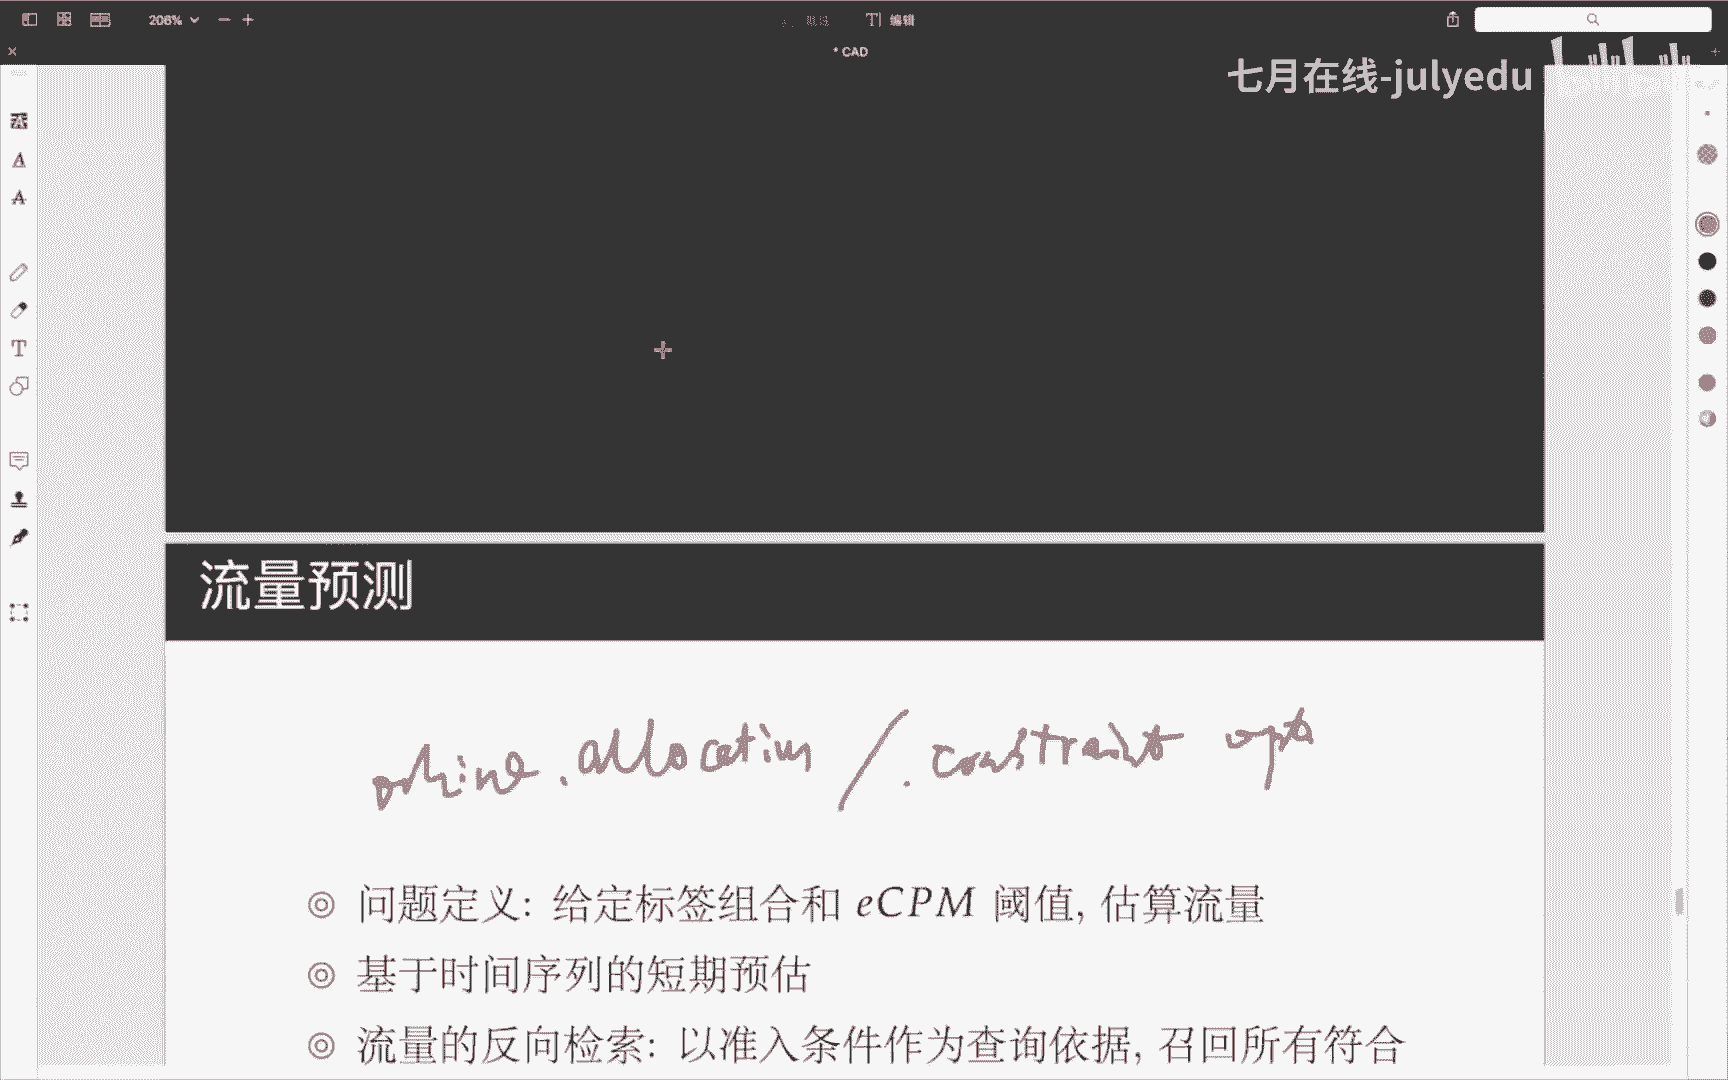 206%
T 编辑
* CAD
七月在线-julyedu
bilibili
流量预测
online allocation / constraint opt
问题定义: 给定标签组合和 eCPM 阈值, 估算流量
基于时间序列的短期预估
流量的反向检索: 以准入条件作为查询依据, 召回所有符合